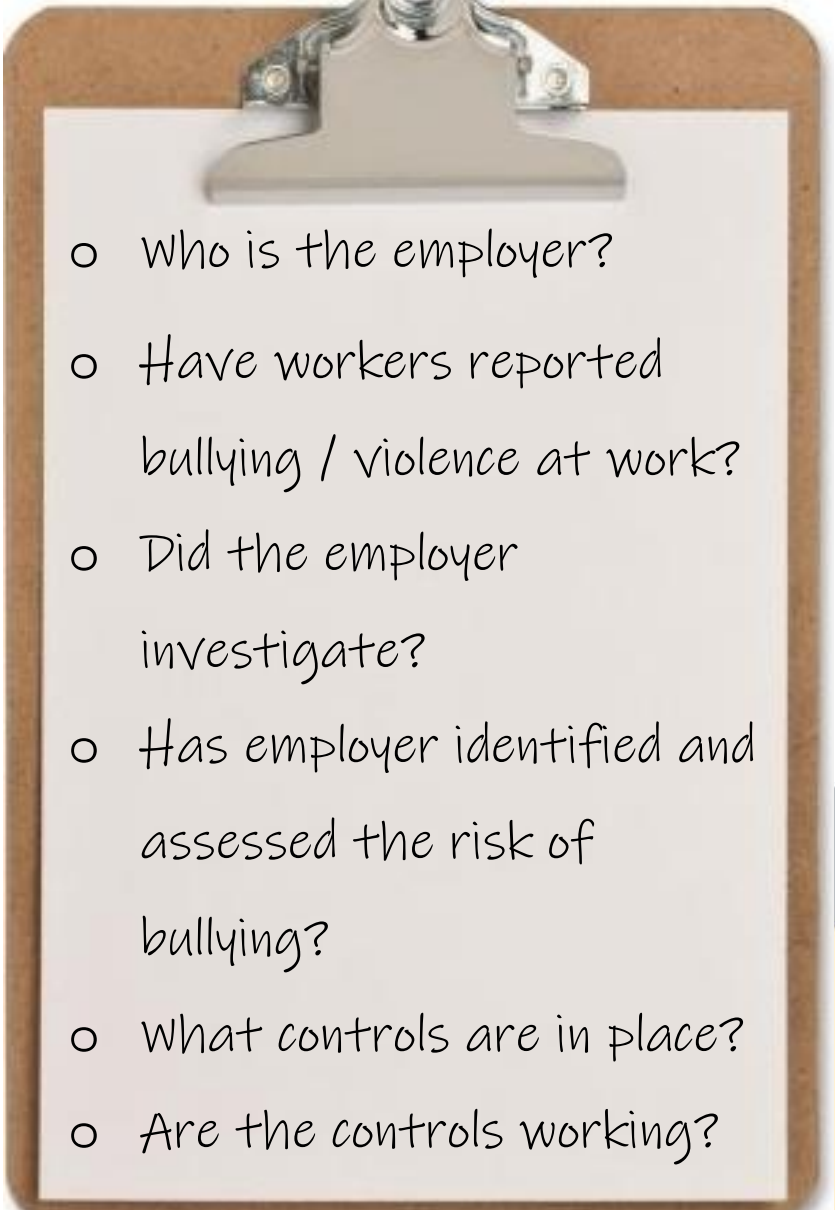 o Who is the employer?
o Have workers reported
bullying / violence at work?
o Did the employer
investigate?
o Has employer identified and
assessed the risk of
bullying?
o What controls are in place?
o Are the controls working?